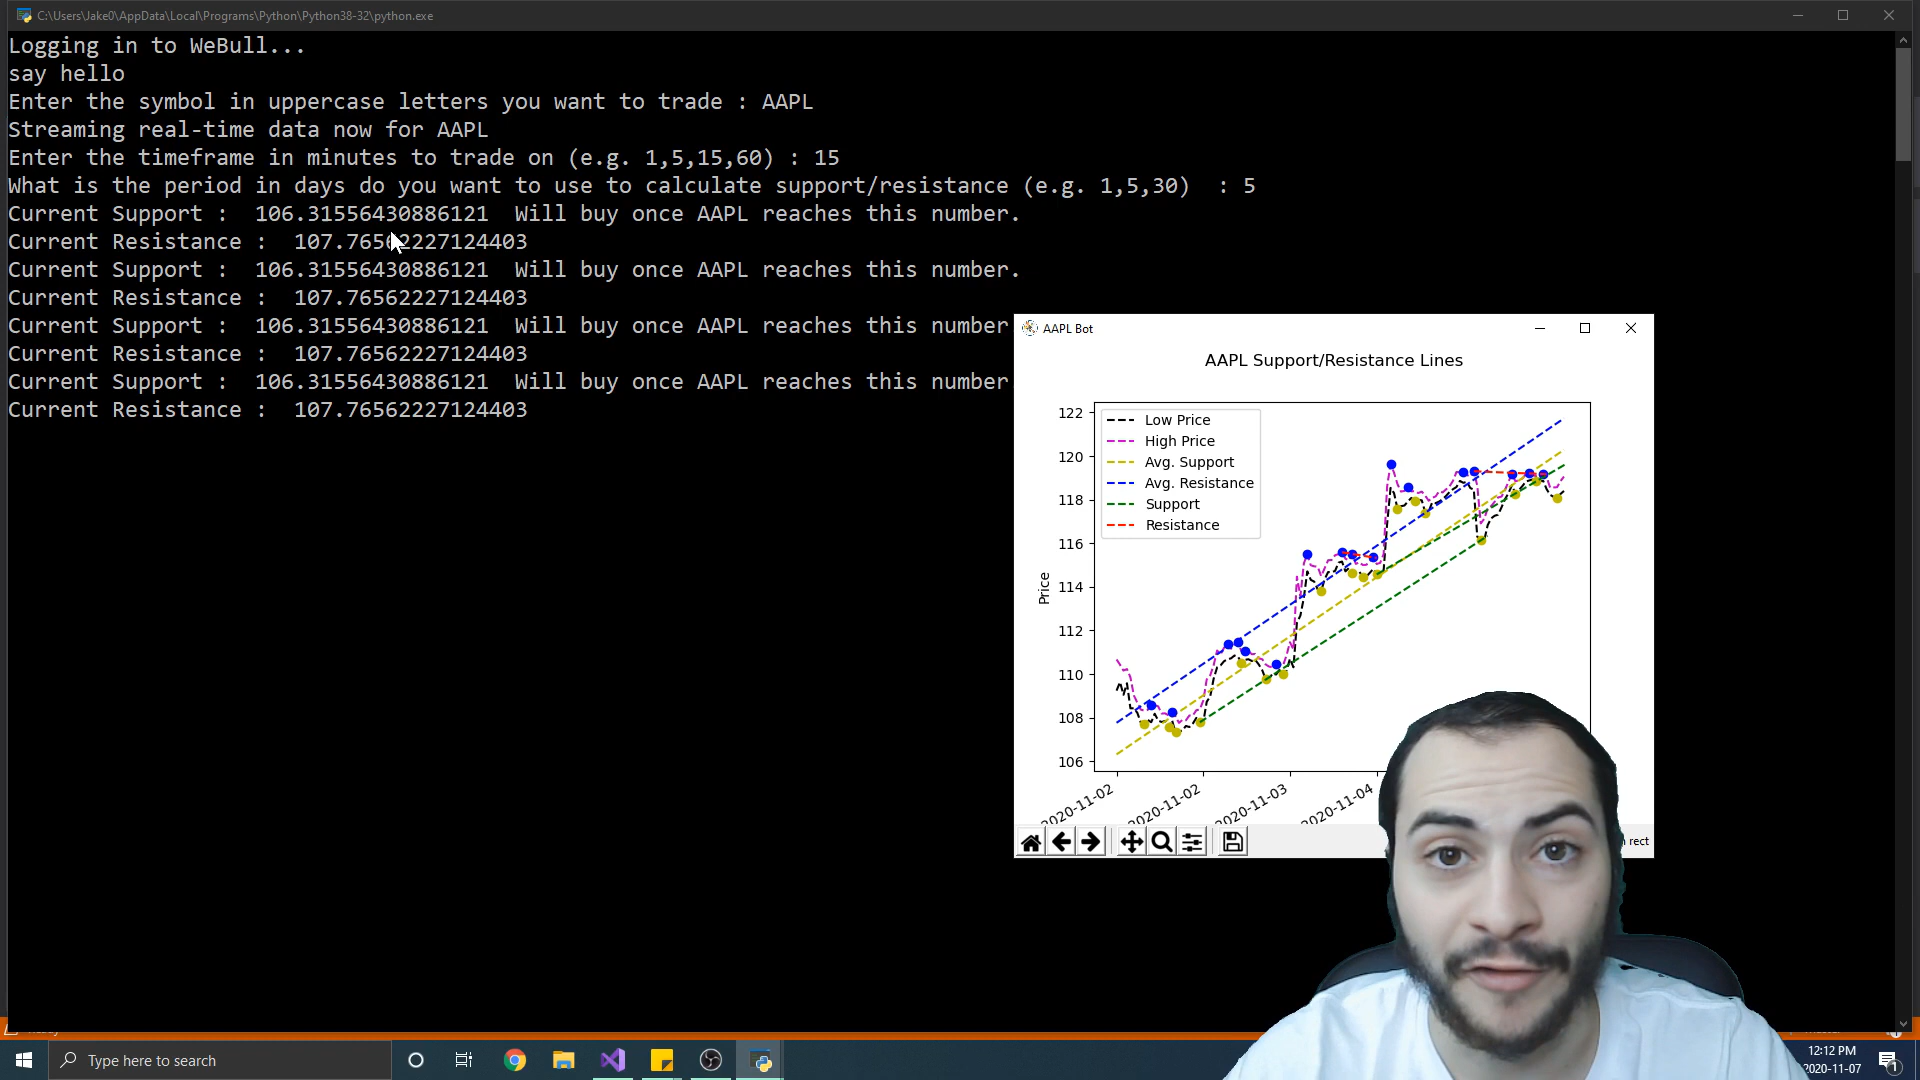 C:\Users\Jake0\AppData\Local\Programs\Python\Python38-32\python.exe
Logging in to WeBull...
say hello
Enter the symbol in uppercase letters you want to trade : AAPL
Streaming real-time data now for AAPL
Enter the timeframe in minutes to trade on (e.g. 1,5,15,60) : 15
What is the period in days do you want to use to calculate support/resistance (e.g. 1,5,30)  : 5
Current Support :  106.31556430886121  Will buy once AAPL reaches this number.
Current Resistance :  107.76562227124403
Current Support :  106.31556430886121  Will buy once AAPL reaches this number.
Current Resistance :  107.76562227124403
Current Support :  106.31556430886121  Will buy once AAPL reaches this number
Current Resistance :  107.76562227124403
Current Support :  106.31556430886121  Will buy once AAPL reaches this number
Current Resistance :  107.76562227124403
AAPL Bot
AAPL Support/Resistance Lines
Low Price
High Price
Avg. Support
Avg. Resistance
Support
Resistance
Price
122
120
118
116
114
112
110
108
106
2020-11-02
2020-11-02
2020-11-03
2020-11-04
rect
Type here to search
12:12 PM
2020-11-07
1